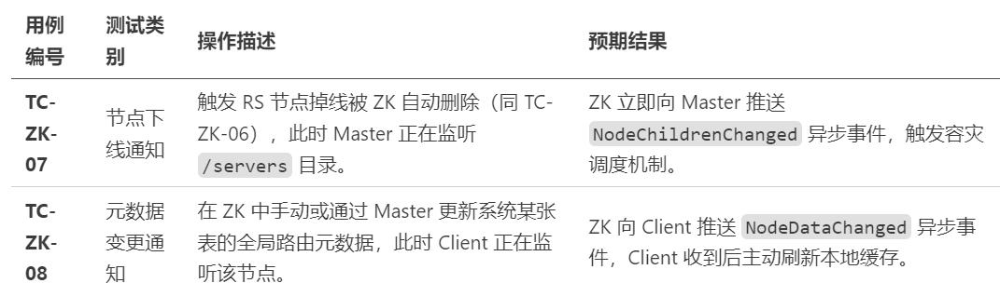 用例编号 测试类别 操作描述 预期结果
TC-ZK-07 节点下线通知 触发 RS 节点掉线被 ZK 自动删除（同 TC-ZK-06），此时 Master 正在监听 /servers 目录。 ZK 立即向 Master 推送 NodeChildrenChanged 异步事件，触发容灾调度机制。
TC-ZK-08 元数据变更通知 在 ZK 中手动或通过 Master 更新系统某张表的全局路由元数据，此时 Client 正在监听该节点。 ZK 向 Client 推送 NodeDataChanged 异步事件，Client 收到后主动刷新本地缓存。